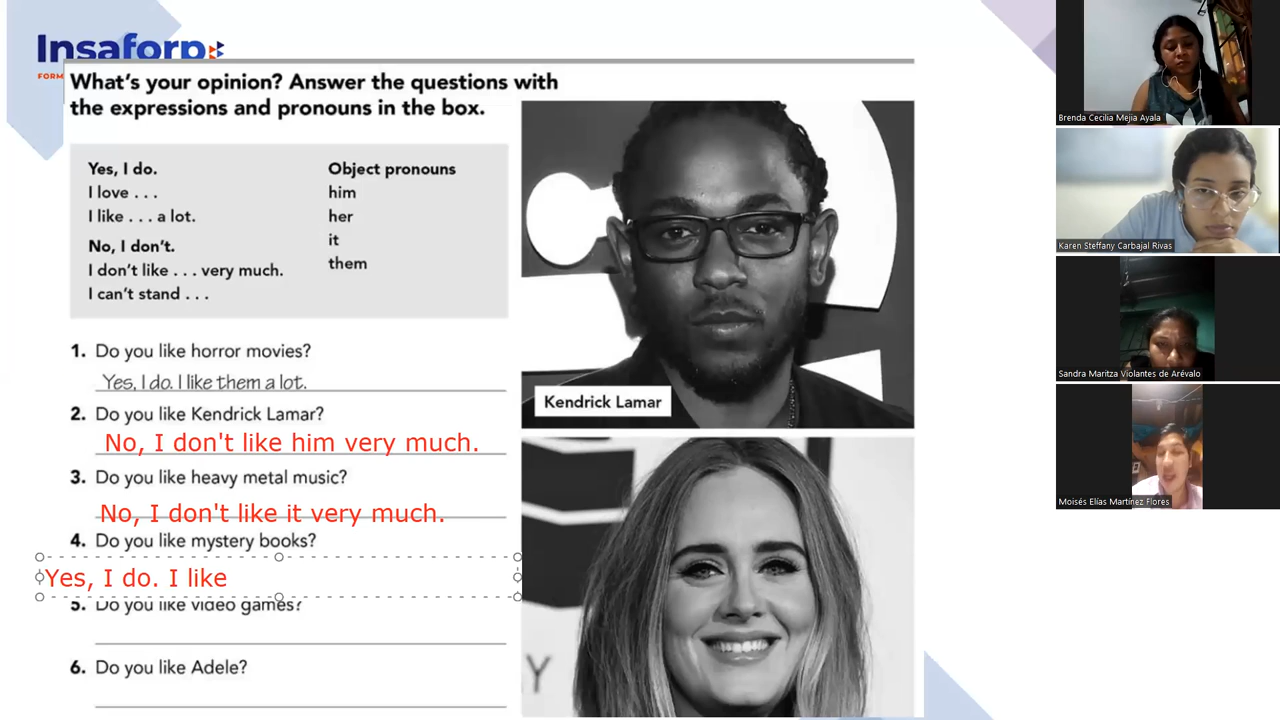 Insaforp
FORM
What's your opinion? Answer the questions with
the expressions and pronouns in the box.
Yes, I do.
I love . . .
I like . . . a lot.
No, I don't.
I don't like . . . very much.
I can't stand . . .
Object pronouns
him
her
it
them
1. Do you like horror movies?
Yes, I do. I like them a lot.
2. Do you like Kendrick Lamar?
No, I don't like him very much.
3. Do you like heavy metal music?
No, I don't like it very much.
4. Do you like mystery books?
Yes, I do. I like
5. Do you like video games?
6. Do you like Adele?
Kendrick Lamar
Y
Brenda Cecilia Mejia Ayala
Karen Steffany Carbajal Rivas
Sandra Maritza Violantes de Arévalo
Moisés Elías Martínez Flores